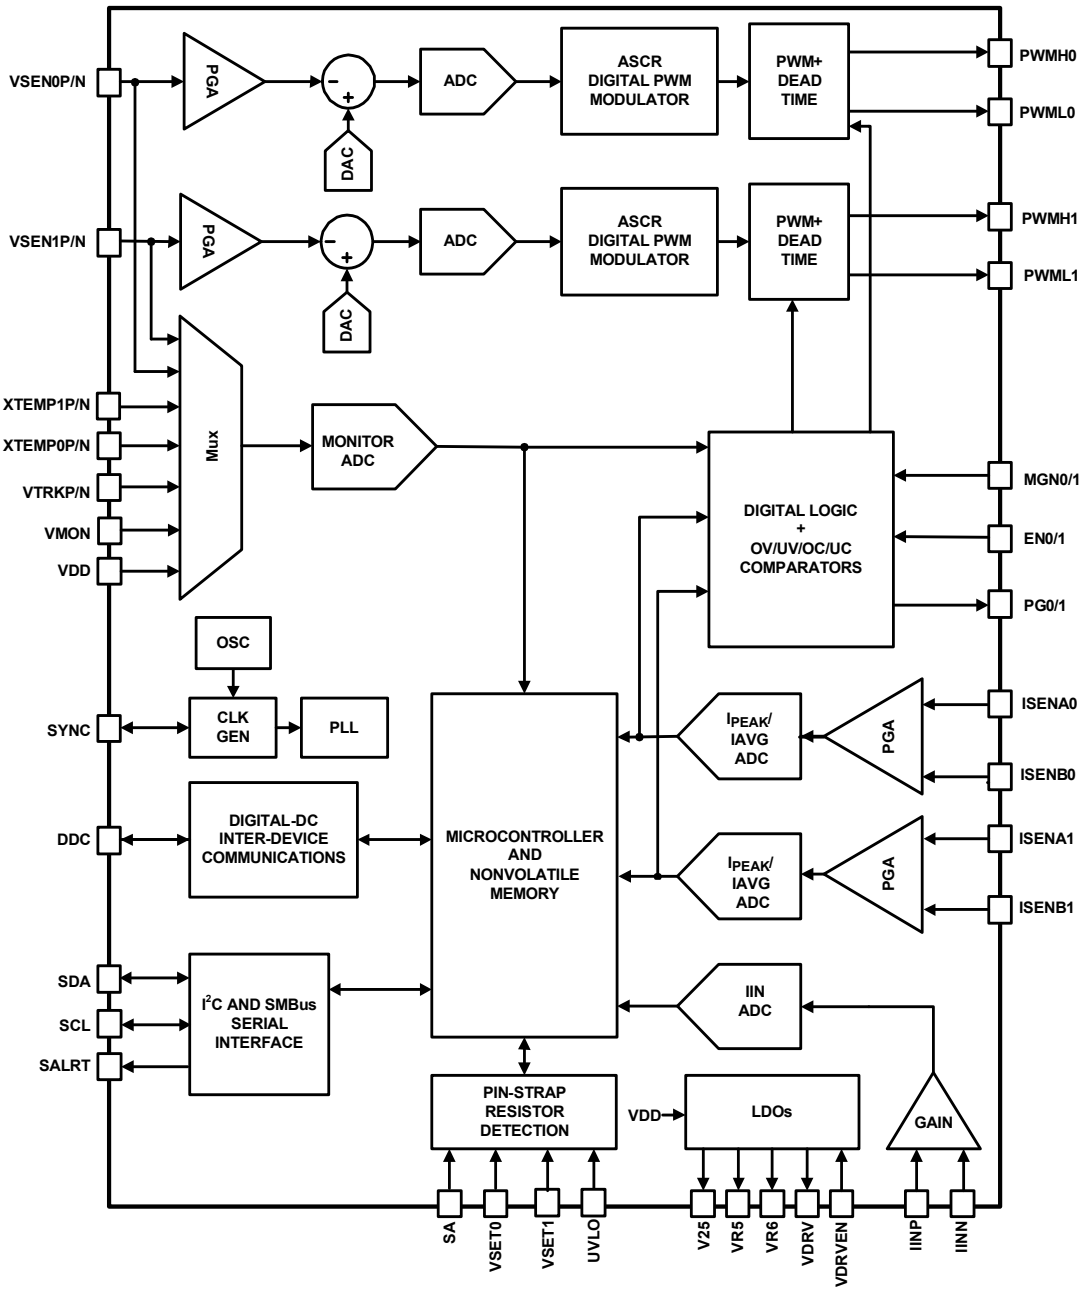 VSEN0P/N
PGA
−
+
DAC
ADC
ASCR
DIGITAL PWM
MODULATOR
PWM+
DEAD
TIME
PWMH0
PWML0
VSEN1P/N
PGA
−
+
DAC
ADC
ASCR
DIGITAL PWM
MODULATOR
PWM+
DEAD
TIME
PWMH1
PWML1
XTEMP1P/N
XTEMP0P/N
VTRKP/N
VMON
VDD
Mux
MONITOR
ADC
DIGITAL LOGIC
+
OV/UV/OC/UC
COMPARATORS
MGN0/1
EN0/1
PG0/1
OSC
SYNC
CLK
GEN
PLL
DDC
DIGITAL-DC
INTER-DEVICE
COMMUNICATIONS
MICROCONTROLLER
AND
NONVOLATILE
MEMORY
IPEAK/
IAVG
ADC
PGA
ISENA0
ISENB0
IPEAK/
IAVG
ADC
PGA
ISENA1
ISENB1
SDA
SCL
SALRT
I²C AND SMBus
SERIAL
INTERFACE
IIN
ADC
PIN-STRAP
RESISTOR
DETECTION
VDD
LDOs
GAIN
SA
VSET0
VSET1
UVLO
V25
VR5
VR6
VDRV
VDRVEN
IINP
IINN